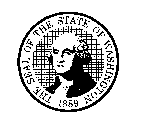 THE SEAL OF THE STATE OF WASHINGTON
1889